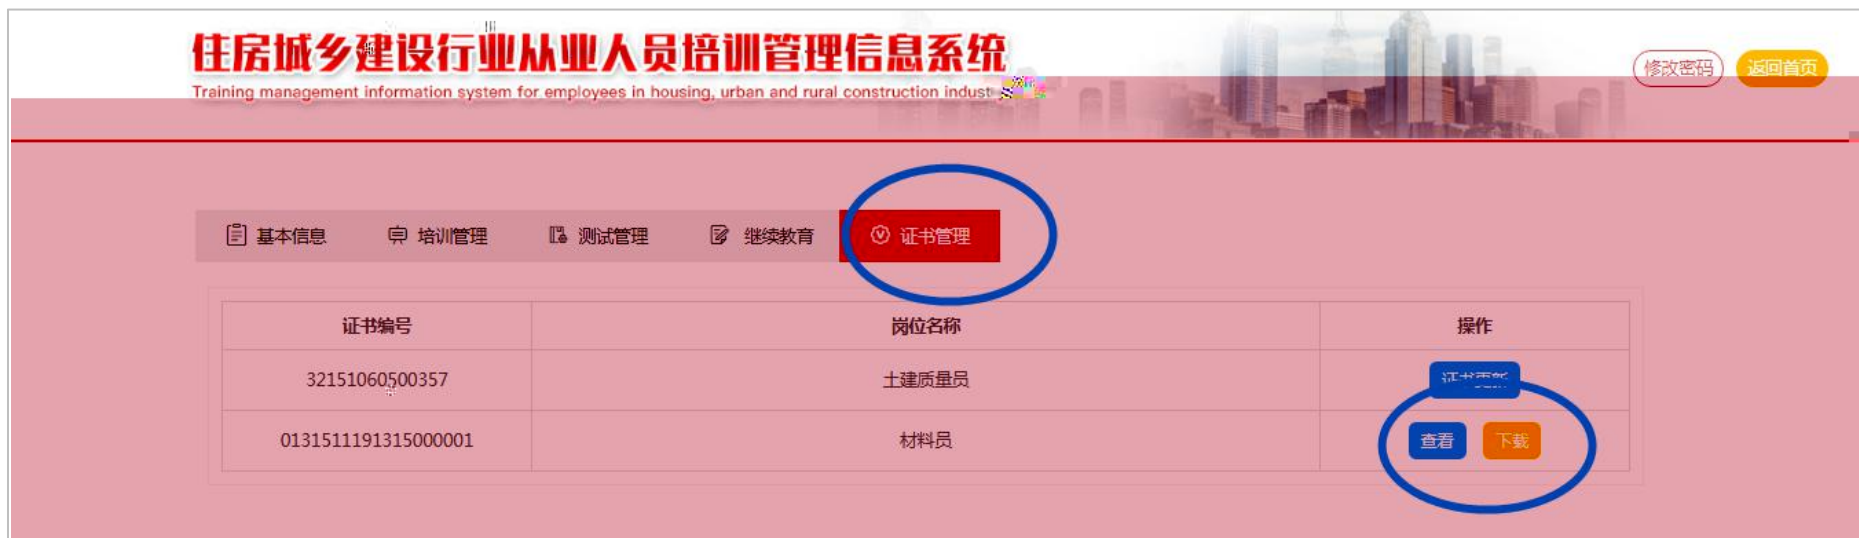 住房城乡建设行业从业人员培训管理信息系统
Training management information system for employees in housing, urban and rural construction indust
修改密码 返回首页
基本信息 培训管理 测试管理 继续教育 证书管理
证书编号 岗位名称 操作
32151060500357 土建质量员 证书更新
0131511191315000001 材料员 查看 下载